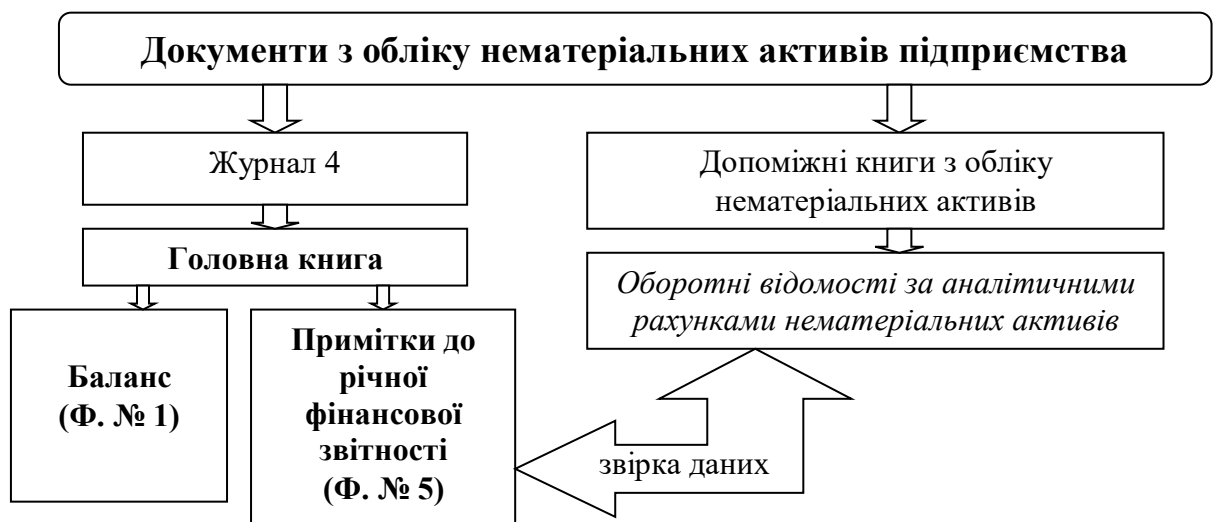 Документи з обліку нематеріальних активів підприємства
Журнал 4
Допоміжні книги з обліку
нематеріальних активів
Головна книга
Оборотні відомості за аналітичними
рахунками нематеріальних активів
Баланс
(Ф. № 1)
Примітки до
річної
фінансової
звітності
(Ф. № 5)
звірка даних